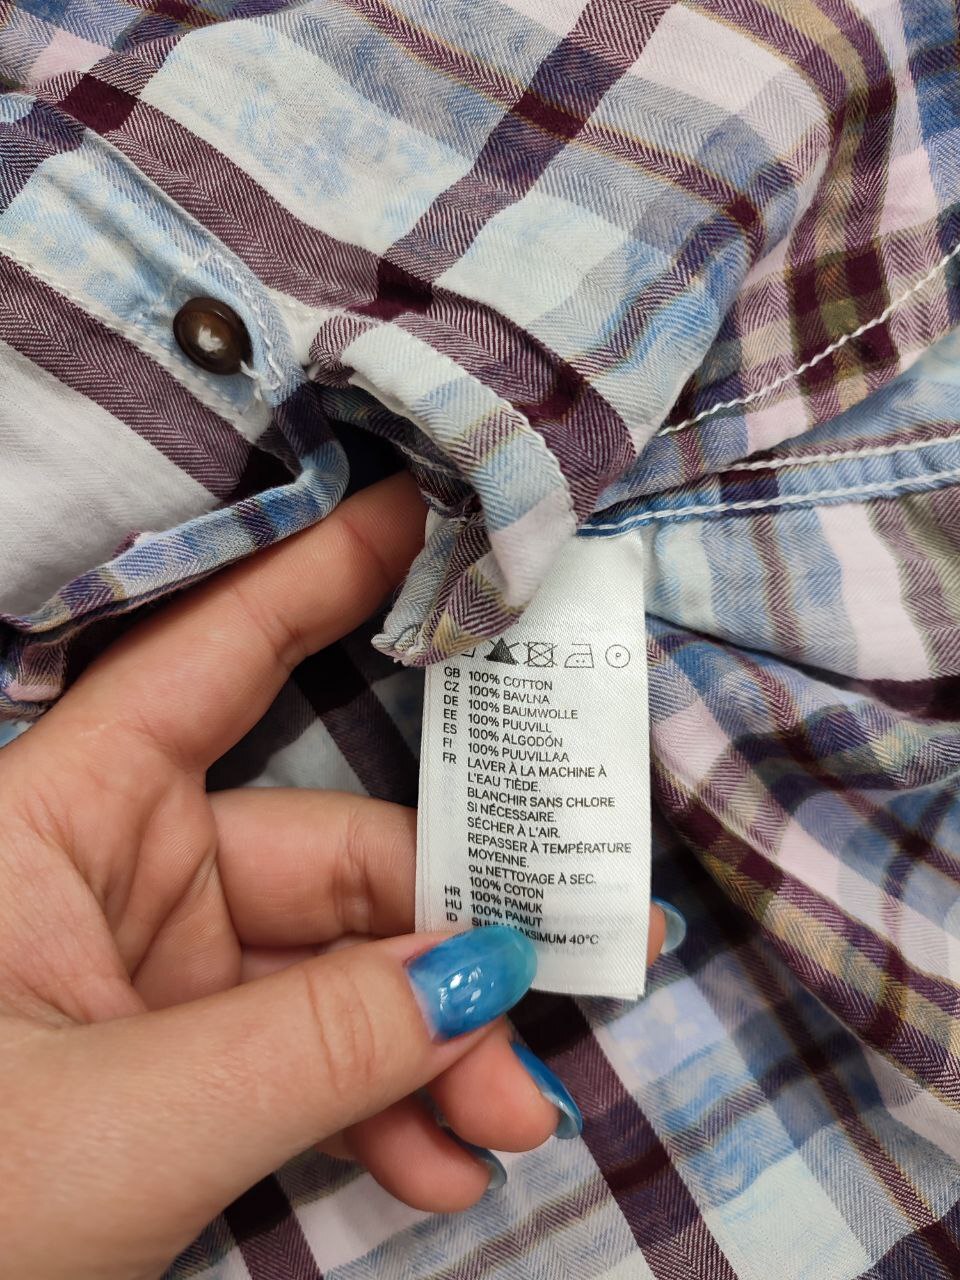 P
GB 100% COTTON
CZ 100% BAVLNA
DE 100% BAUMWOLLE
EE 100% PUUVILL
ES 100% ALGODÓN
FI 100% PUUVILLAA
FR LAVER À LA MACHINE À
L'EAU TIÈDE.
BLANCHIR SANS CHLORE
SI NÉCESSAIRE.
SÉCHER À L'AIR.
REPASSER À TEMPÉRATURE
MOYENNE.
ou NETTOYAGE À SEC.
100% COTON
HR 100% PAMUK
HU 100% PAMUT
ID MAKSIMUM 40°C